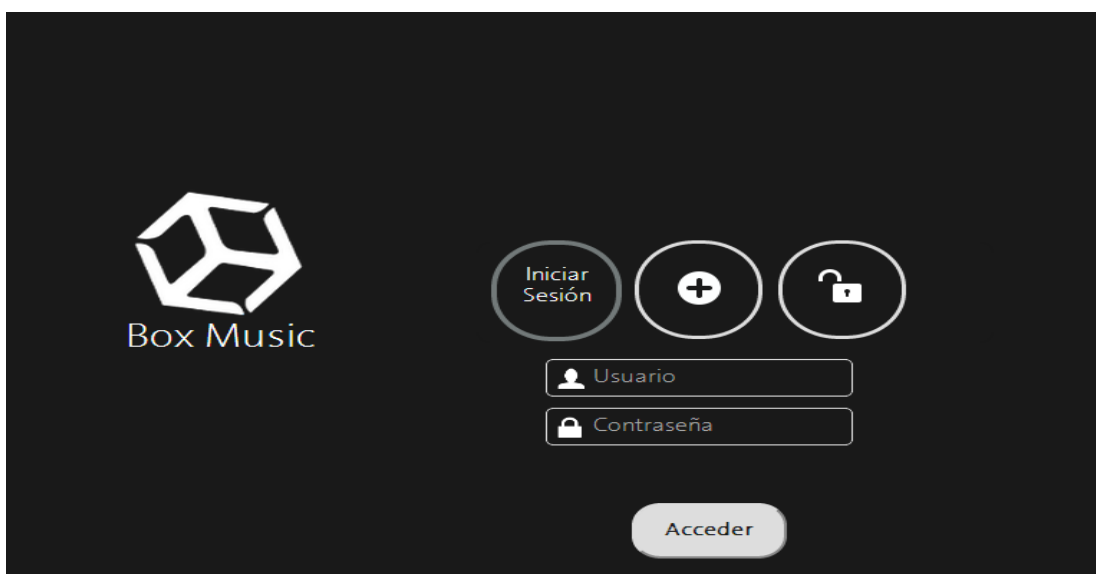 Box Music
Iniciar
Sesión
Usuario
Contraseña
Acceder